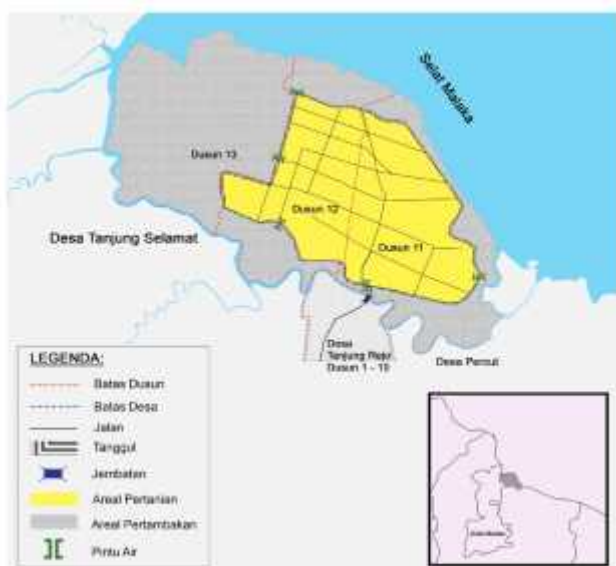 Selat Malaka
Dusun 13
Dusun 12
Desa Tanjung Selamat
Dusun 11
Desa
Tanjung Rejo
Dusun 1 - 10
Desa Percut
LEGENDA:
Batas Dusun
Batas Desa
Jalan
Tanggul
Jembatan
Areal Pertanian
Areal Pertambakan
Pintu Air